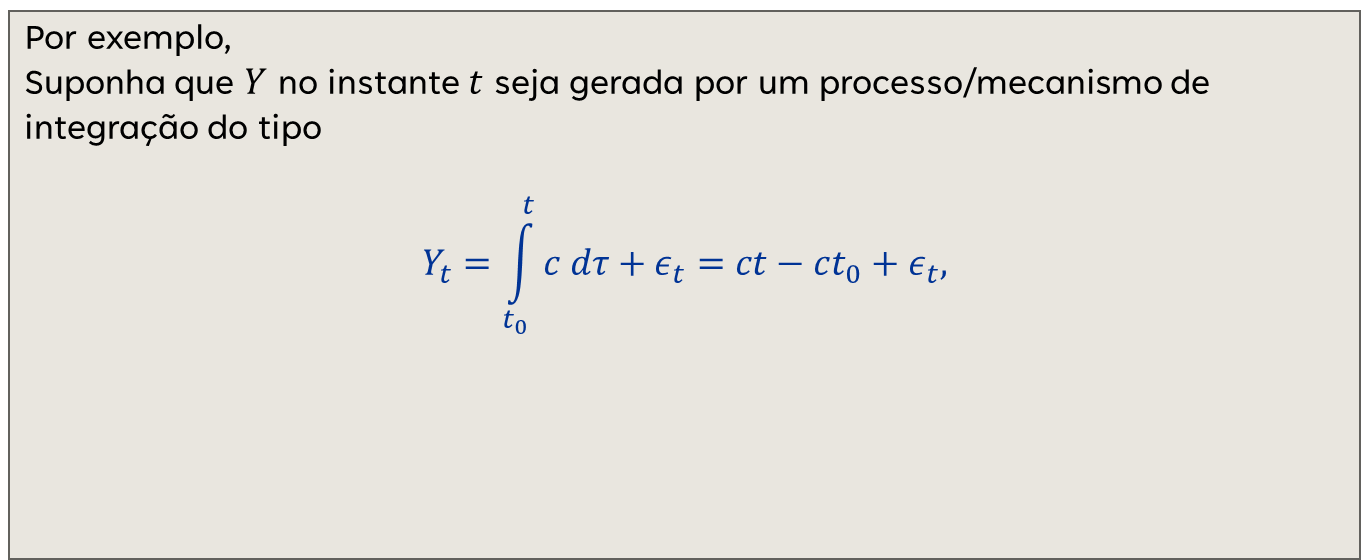 Por exemplo,
Suponha que Y no instante t seja gerada por um processo/mecanismo de
integração do tipo
Y_t = ∫_{t_0}^{t} c dτ + ϵ_t = ct − ct_0 + ϵ_t,